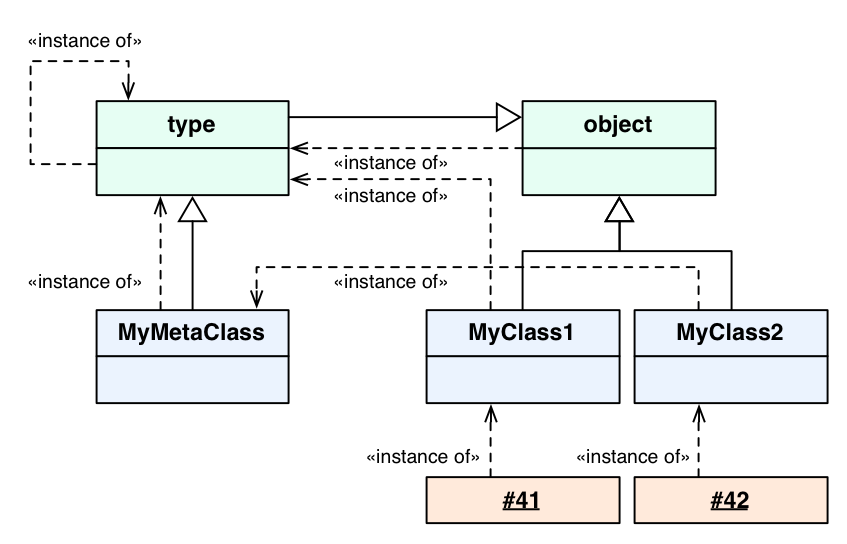 «instance of»
type
object
«instance of»
«instance of»
«instance of»
«instance of»
MyMetaClass
MyClass1
MyClass2
«instance of»
«instance of»
#41
#42